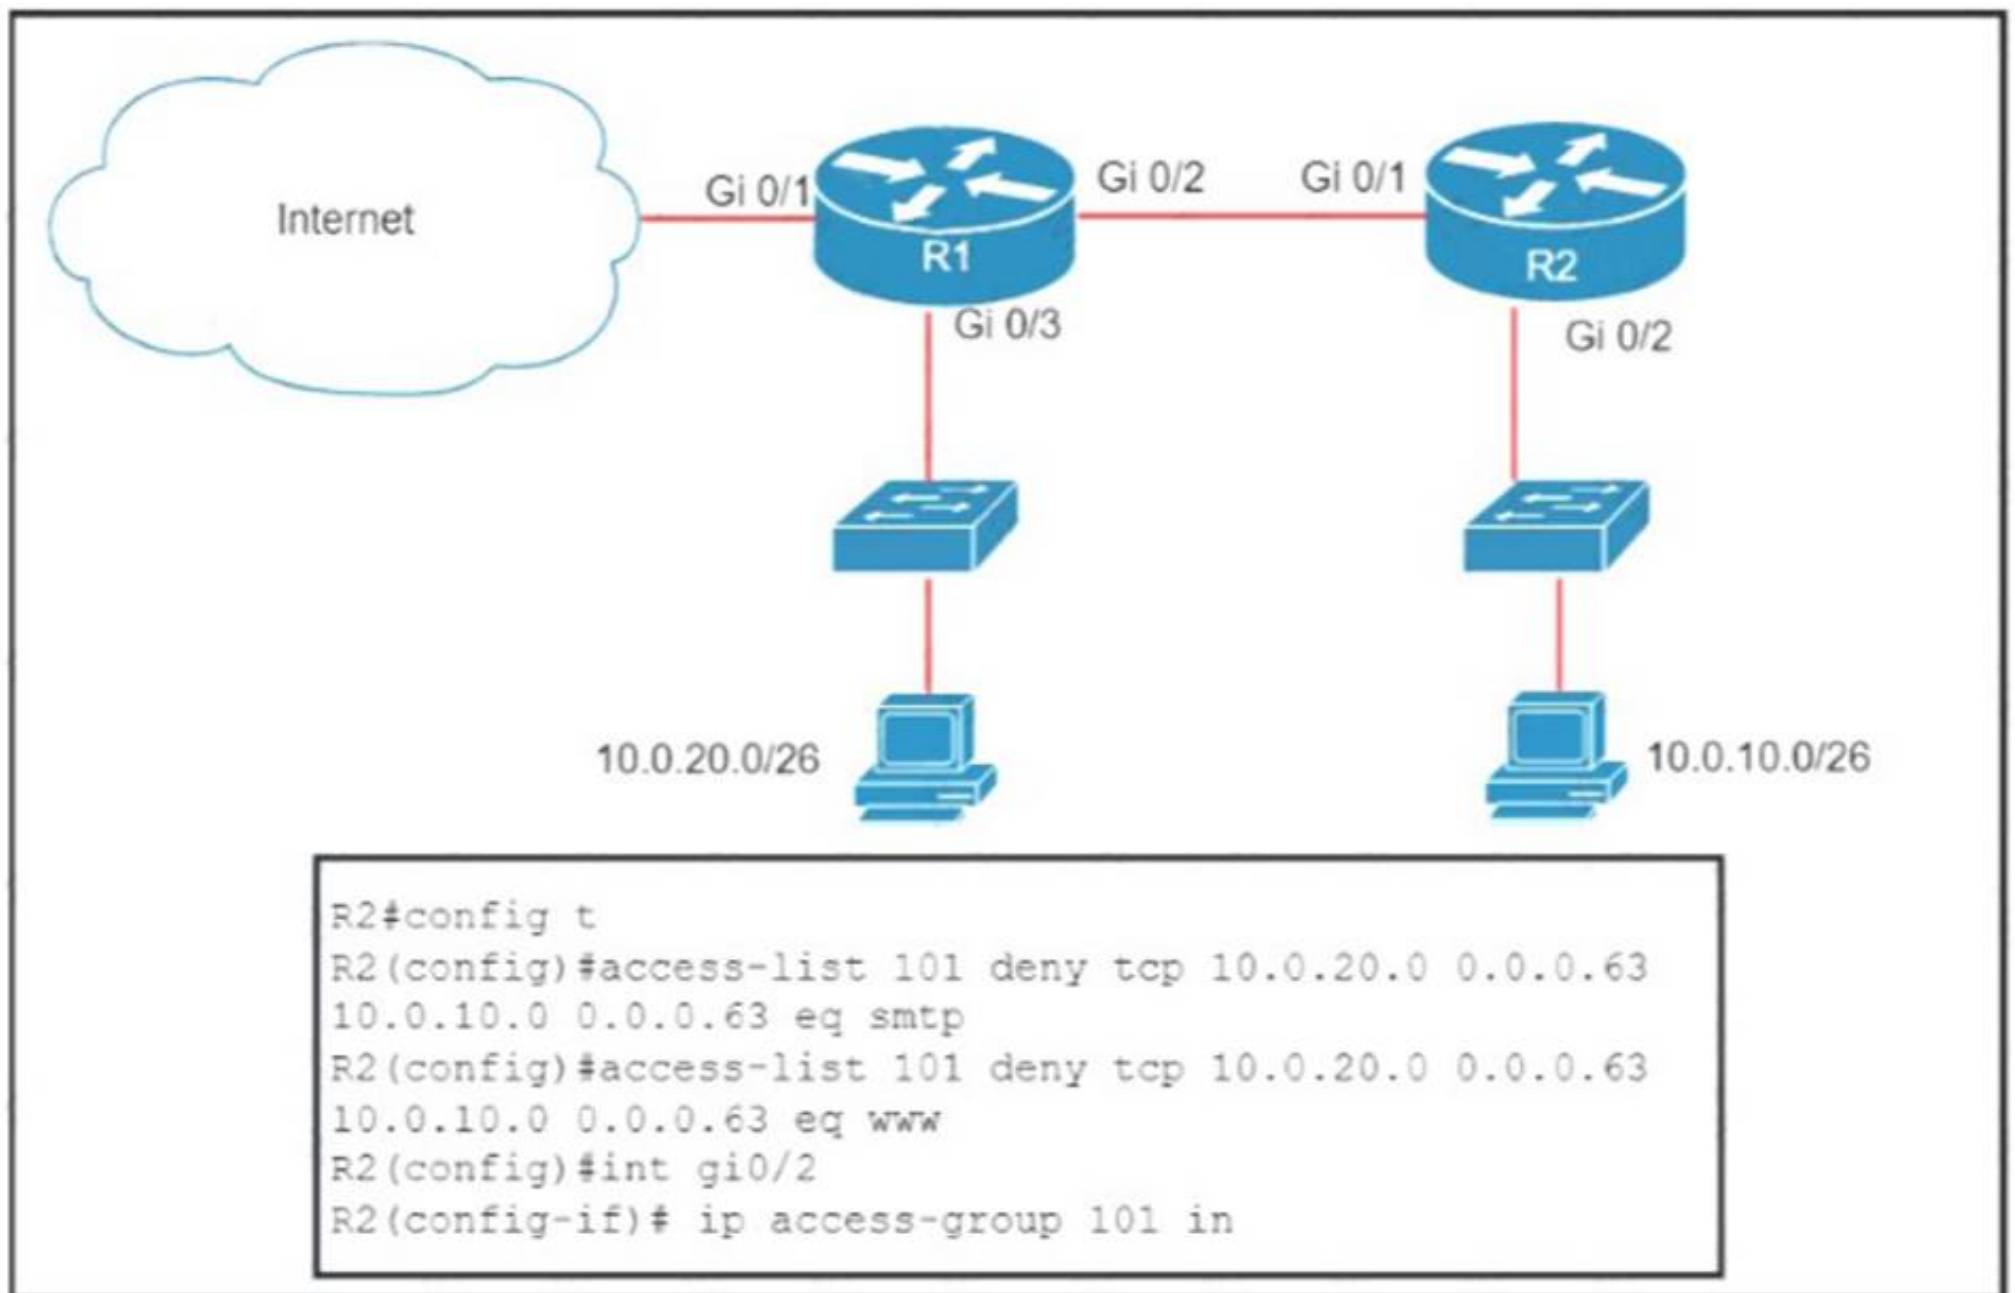 Internet
Gi 0/1
R1
Gi 0/2
Gi 0/1
R2
Gi 0/3
Gi 0/2
10.0.20.0/26
10.0.10.0/26
R2#config t
R2(config)#access-list 101 deny tcp 10.0.20.0 0.0.0.63
10.0.10.0 0.0.0.63 eq smtp
R2(config)#access-list 101 deny tcp 10.0.20.0 0.0.0.63
10.0.10.0 0.0.0.63 eq www
R2(config)#int gi0/2
R2(config-if)# ip access-group 101 in